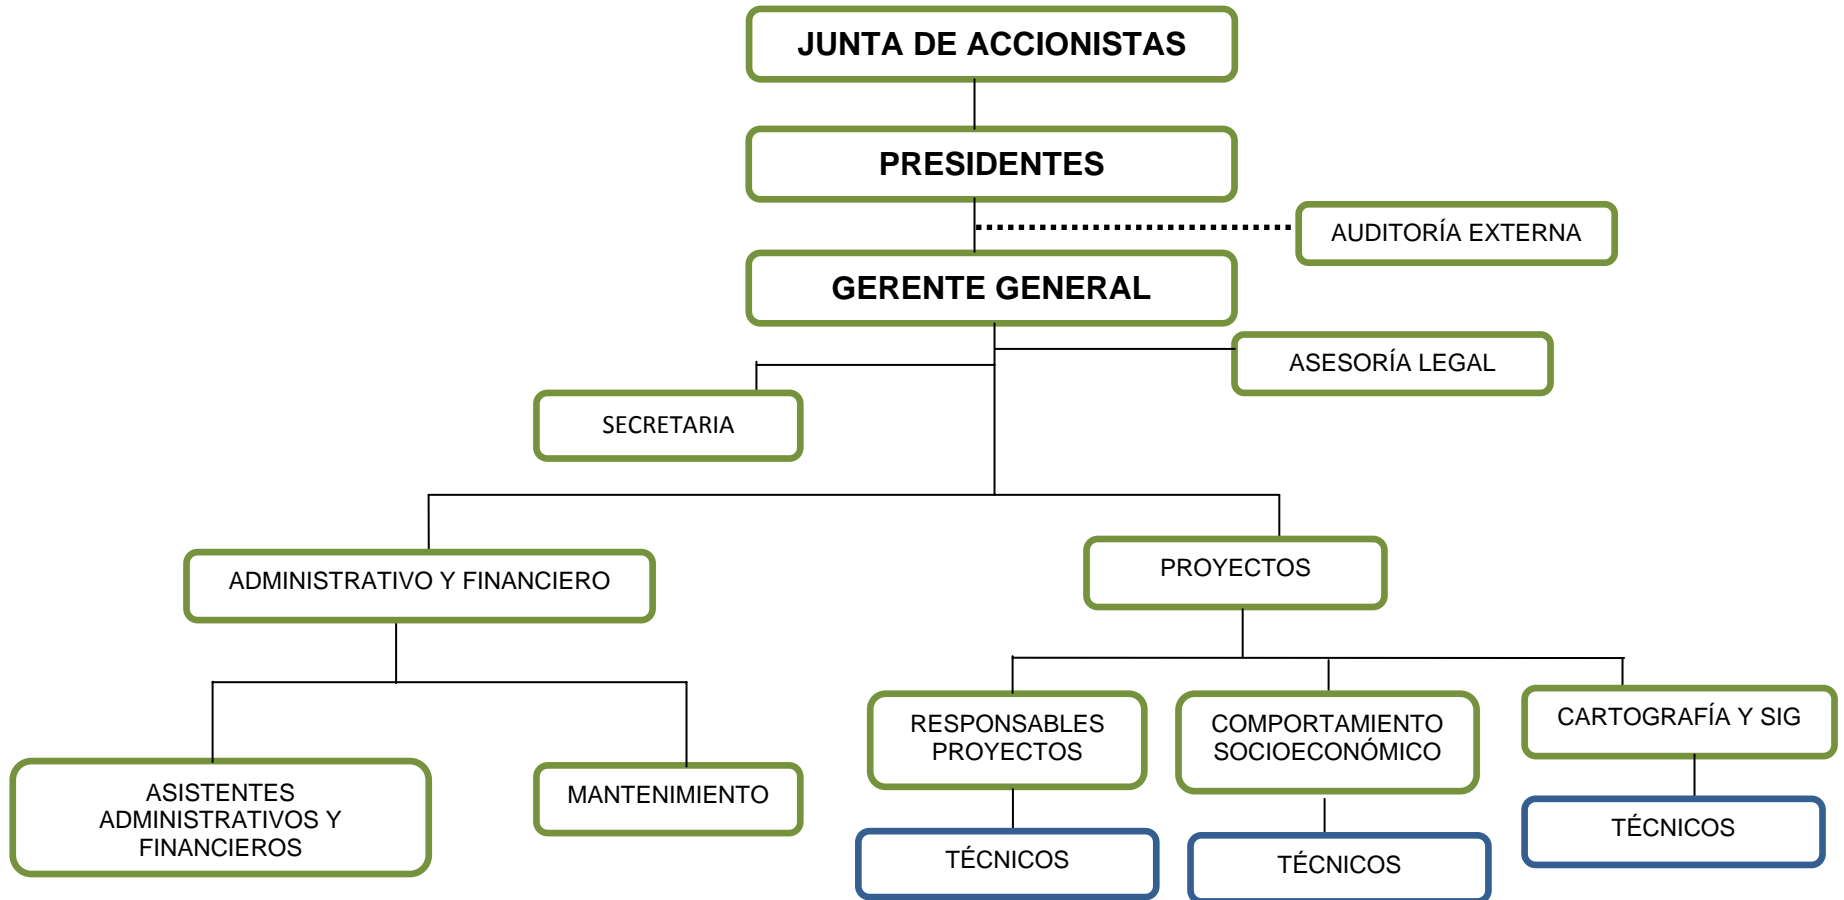 JUNTA DE ACCIONISTAS
PRESIDENTES
AUDITORÍA EXTERNA
GERENTE GENERAL
ASESORÍA LEGAL
SECRETARIA
ADMINISTRATIVO Y FINANCIERO
PROYECTOS
RESPONSABLES
PROYECTOS
COMPORTAMIENTO
SOCIOECONÓMICO
CARTOGRAFÍA Y SIG
ASISTENTES
ADMINISTRATIVOS Y
FINANCIEROS
MANTENIMIENTO
TÉCNICOS
TÉCNICOS
TÉCNICOS